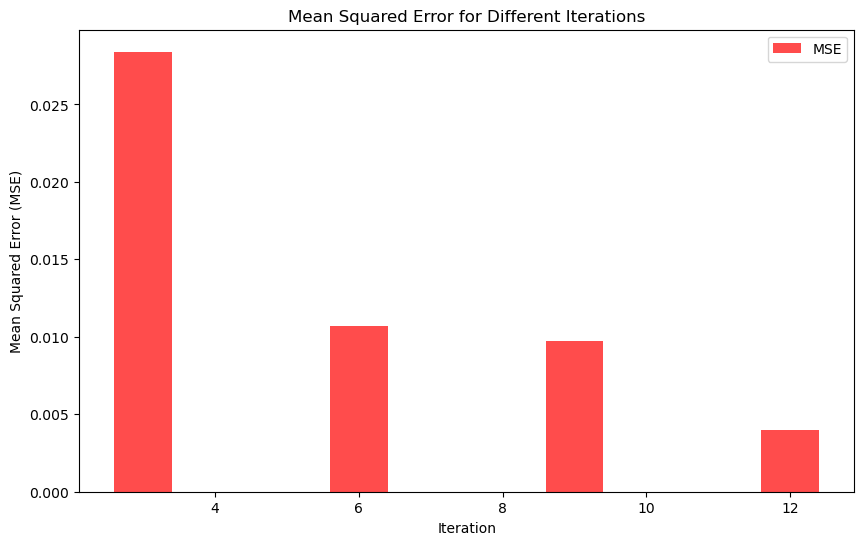 Mean Squared Error for Different Iterations
MSE
Mean Squared Error (MSE)
0.025
0.020
0.015
0.010
0.005
0.000
4 6 8 10 12
Iteration